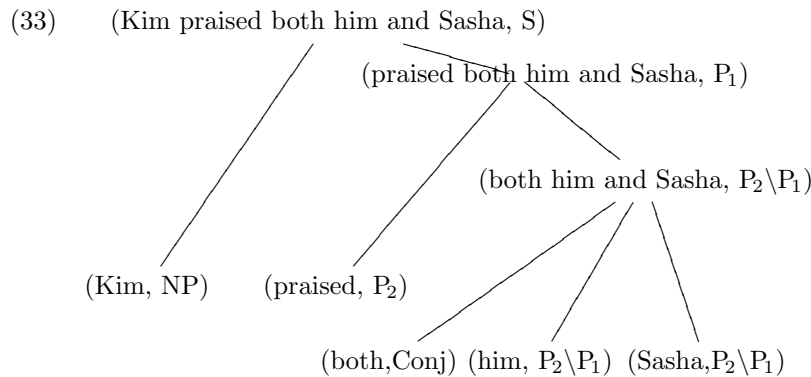 (33) (Kim praised both him and Sasha, S)
(praised both him and Sasha, P₁)
(both him and Sasha, P₂\P₁)
(Kim, NP) (praised, P₂)
(both,Conj) (him, P₂\P₁) (Sasha,P₂\P₁)